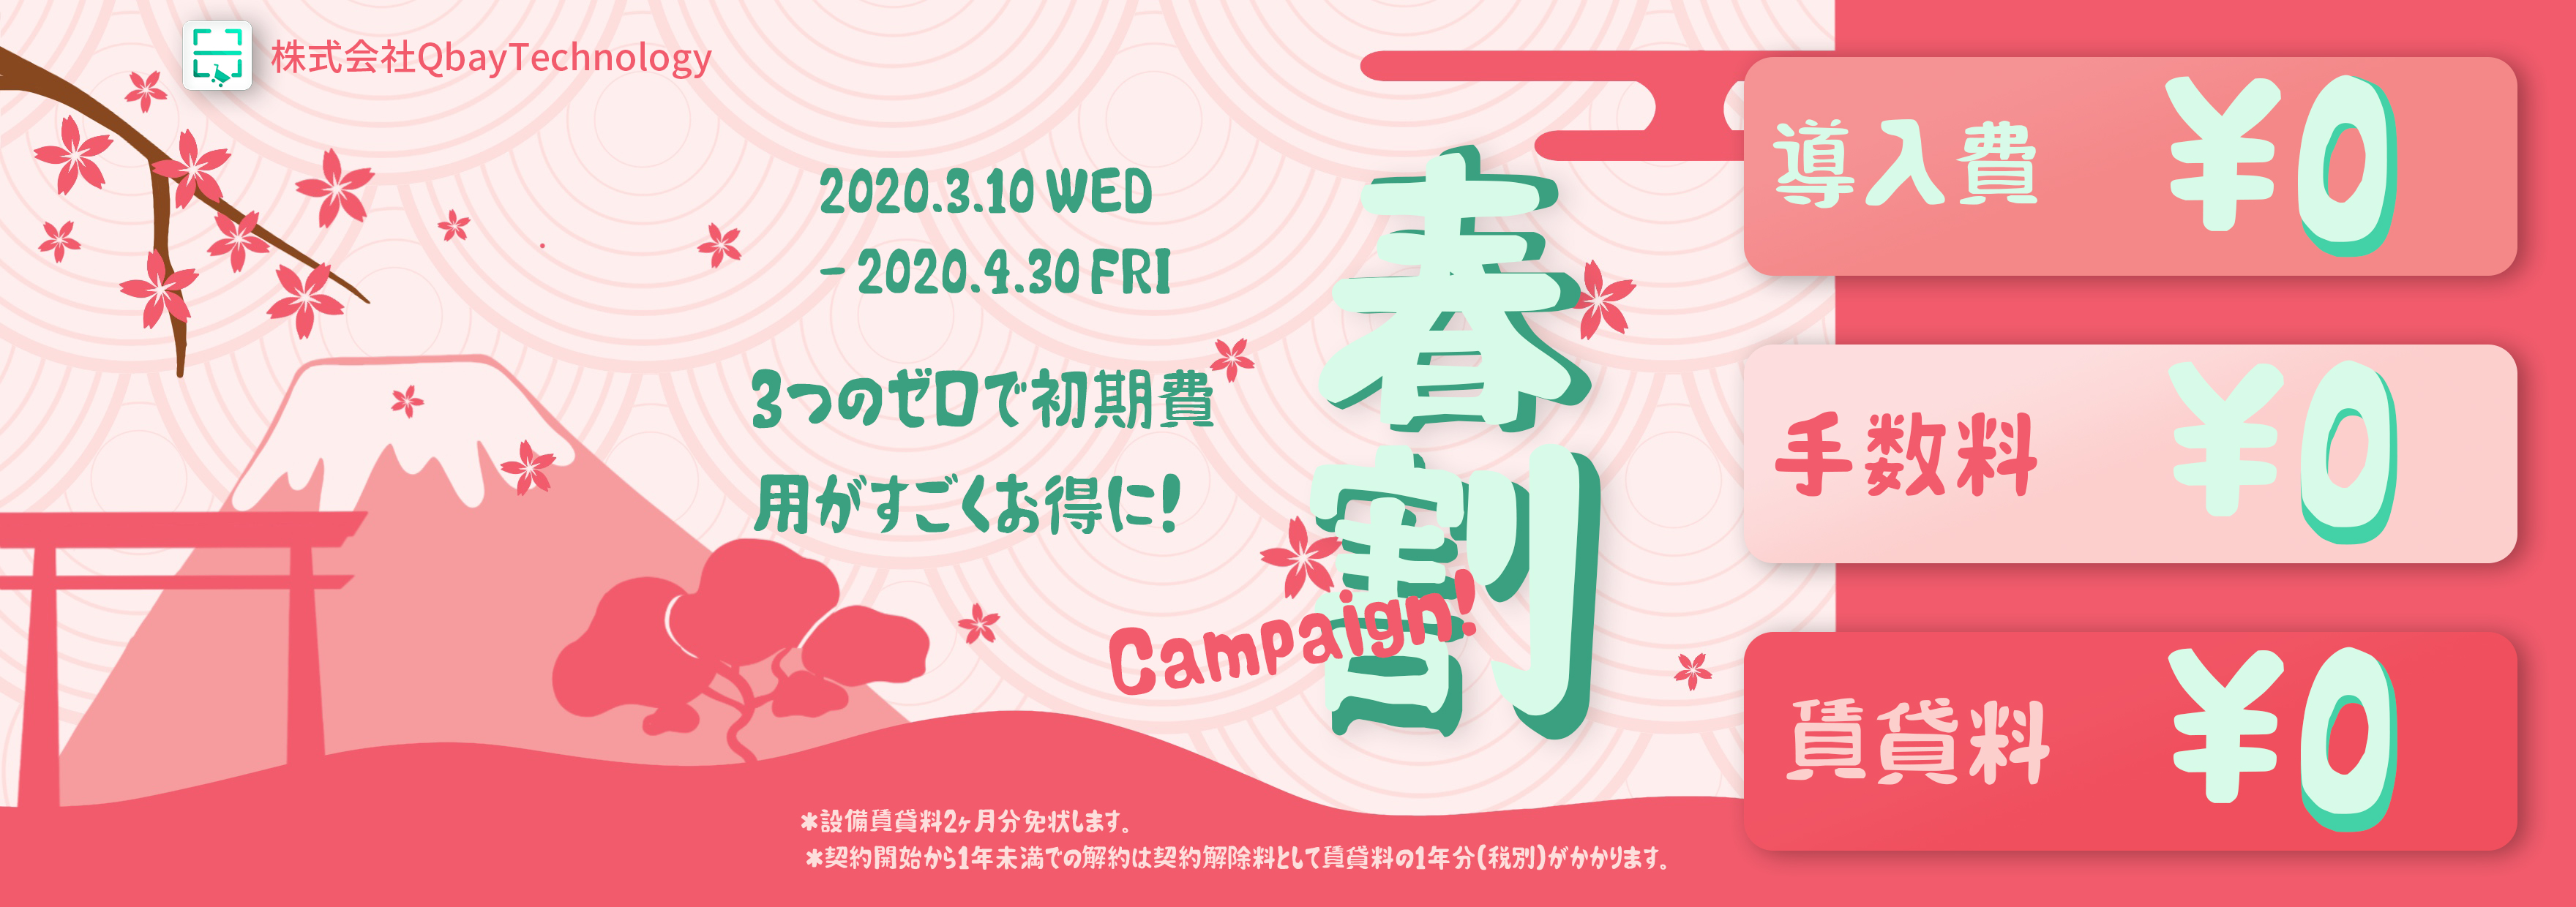 株式会社QbayTechnology
2020.3.10 WED
- 2020.4.30 FRI
3つのゼロで初期費
用がすごくお得に!
春割
Campaign!
導入費 ¥0
手数料 ¥0
賃貸料 ¥0
*設備賃貸料2ヶ月分免状します。
*契約開始から1年未満での解約は契約解除料として賃貸料の1年分(税別)がかかります。